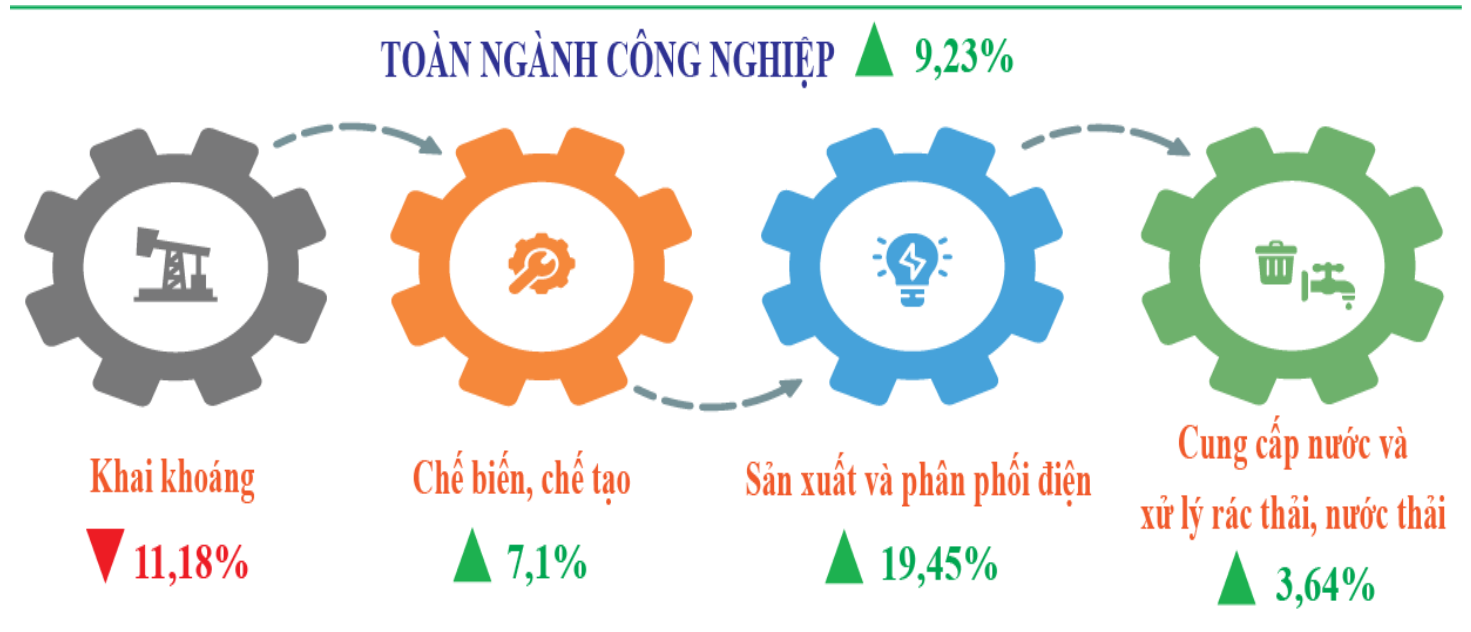 TOÀN NGÀNH CÔNG NGHIỆP ▲ 9,23%
Khai khoáng
▼ 11,18%
Chế biến, chế tạo
▲ 7,1%
Sản xuất và phân phối điện
▲ 19,45%
Cung cấp nước và
xử lý rác thải, nước thải
▲ 3,64%